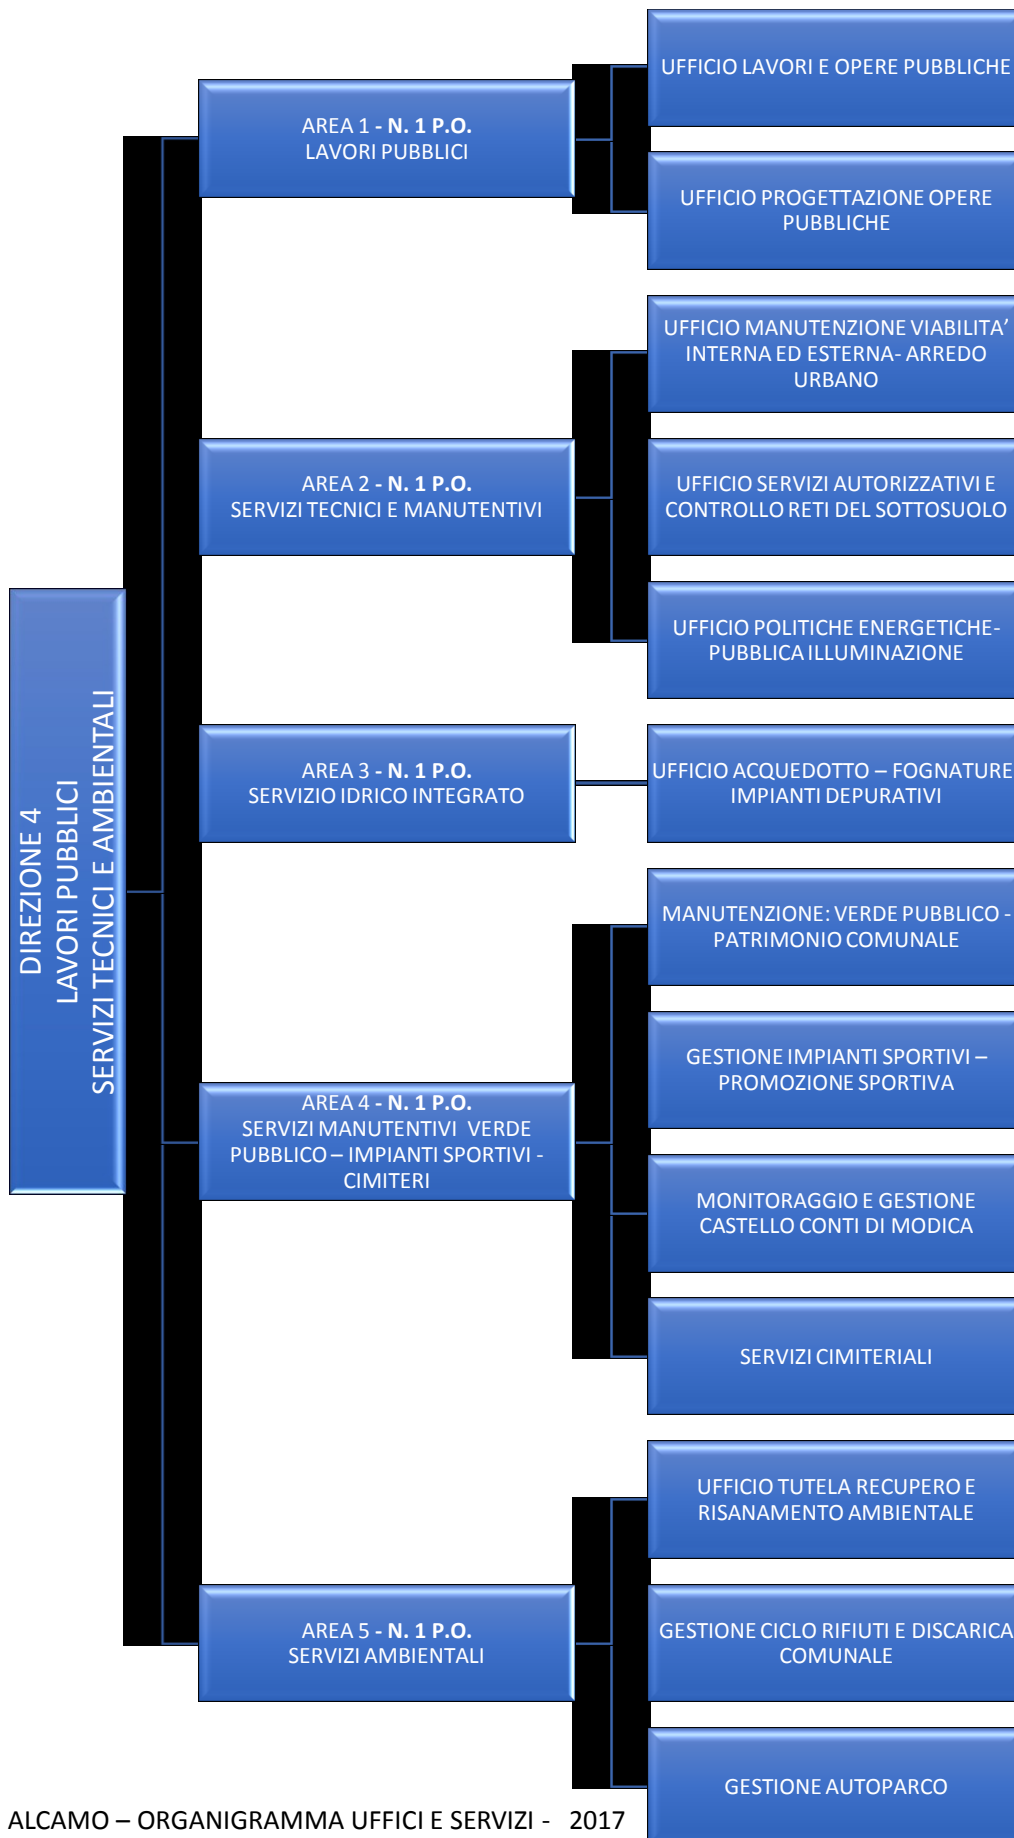 DIREZIONE 4
LAVORI PUBBLICI
SERVIZI TECNICI E AMBIENTALI
AREA 1 - N. 1 P.O.
LAVORI PUBBLICI
UFFICIO LAVORI E OPERE PUBBLICHE
UFFICIO PROGETTAZIONE OPERE
PUBBLICHE
AREA 2 - N. 1 P.O.
SERVIZI TECNICI E MANUTENTIVI
UFFICIO MANUTENZIONE VIABILITA’
INTERNA ED ESTERNA- ARREDO
URBANO
UFFICIO SERVIZI AUTORIZZATIVI E
CONTROLLO RETI DEL SOTTOSUOLO
UFFICIO POLITICHE ENERGETICHE-
PUBBLICA ILLUMINAZIONE
AREA 3 - N. 1 P.O.
SERVIZIO IDRICO INTEGRATO
UFFICIO ACQUEDOTTO – FOGNATURE
IMPIANTI DEPURATIVI
AREA 4 - N. 1 P.O.
SERVIZI MANUTENTIVI VERDE
PUBBLICO – IMPIANTI SPORTIVI -
CIMITERI
MANUTENZIONE: VERDE PUBBLICO -
PATRIMONIO COMUNALE
GESTIONE IMPIANTI SPORTIVI –
PROMOZIONE SPORTIVA
MONITORAGGIO E GESTIONE
CASTELLO CONTI DI MODICA
SERVIZI CIMITERIALI
AREA 5 - N. 1 P.O.
SERVIZI AMBIENTALI
UFFICIO TUTELA RECUPERO E
RISANAMENTO AMBIENTALE
GESTIONE CICLO RIFIUTI E DISCARICA
COMUNALE
GESTIONE AUTOPARCO
ALCAMO – ORGANIGRAMMA UFFICI E SERVIZI - 2017